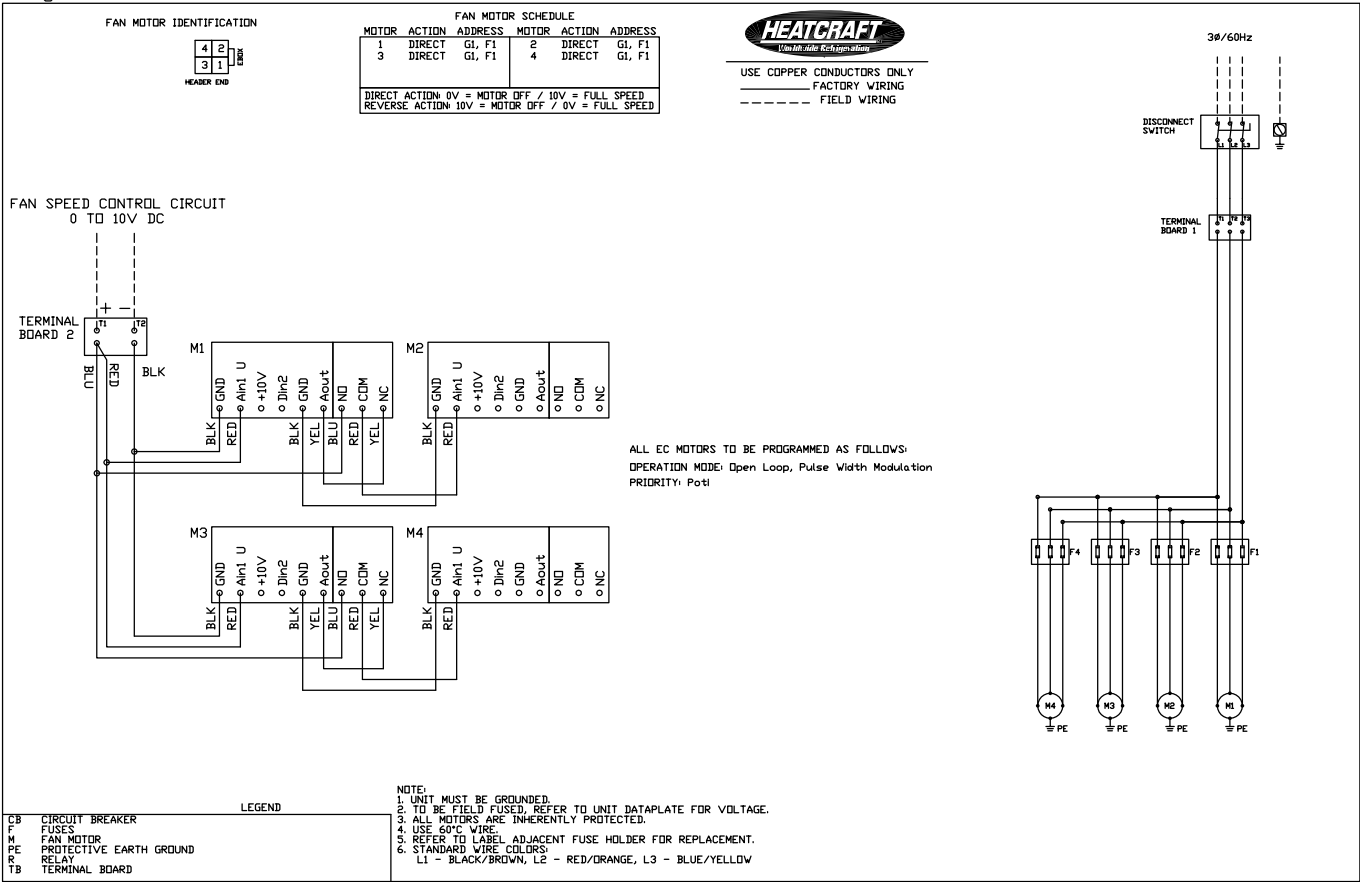 FAN MOTOR IDENTIFICATION
4 2
3 1
EBOX
HEADER END
FAN MOTOR SCHEDULE
MOTOR ACTION ADDRESS MOTOR ACTION ADDRESS
1 DIRECT G1, F1 2 DIRECT G1, F1
3 DIRECT G1, F1 4 DIRECT G1, F1
DIRECT ACTION: 0V = MOTOR OFF / 10V = FULL SPEED
REVERSE ACTION: 10V = MOTOR OFF / 0V = FULL SPEED
HEATCRAFT
Worldwide Refrigeration
USE COPPER CONDUCTORS ONLY
FACTORY WIRING
FIELD WIRING
3ø/60Hz
DISCONNECT
SWITCH
L1 L2 L3
TERMINAL
BOARD 1
T1 T2 T3
FAN SPEED CONTROL CIRCUIT
0 TO 10V DC
+ -
TERMINAL
BOARD 2
T1 T2
BLU RED BLK
M1
GND Ain1 U +10V Din2 GND Aout NO COM NC
BLK RED BLK YEL BLU RED YEL
M2
GND Ain1 U +10V Din2 GND Aout NO COM NC
BLK RED
ALL EC MOTORS TO BE PROGRAMMED AS FOLLOWS:
OPERATION MODE: Open Loop, Pulse Width Modulation
PRIORITY: PotI
M3
GND Ain1 U +10V Din2 GND Aout NO COM NC
BLK RED BLK YEL BLU RED YEL
M4
GND Ain1 U +10V Din2 GND Aout NO COM NC
BLK RED
F4 F3 F2 F1
M4 M3 M2 M1
PE PE PE PE
LEGEND
CB CIRCUIT BREAKER
F FUSES
M FAN MOTOR
PE PROTECTIVE EARTH GROUND
R RELAY
TB TERMINAL BOARD
NOTE:
1. UNIT MUST BE GROUNDED.
2. TO BE FIELD FUSED, REFER TO UNIT DATAPLATE FOR VOLTAGE.
3. ALL MOTORS ARE INHERENTLY PROTECTED.
4. USE 60°C WIRE.
5. REFER TO LABEL ADJACENT FUSE HOLDER FOR REPLACEMENT.
6. STANDARD WIRE COLORS:
L1 - BLACK/BROWN, L2 - RED/ORANGE, L3 - BLUE/YELLOW